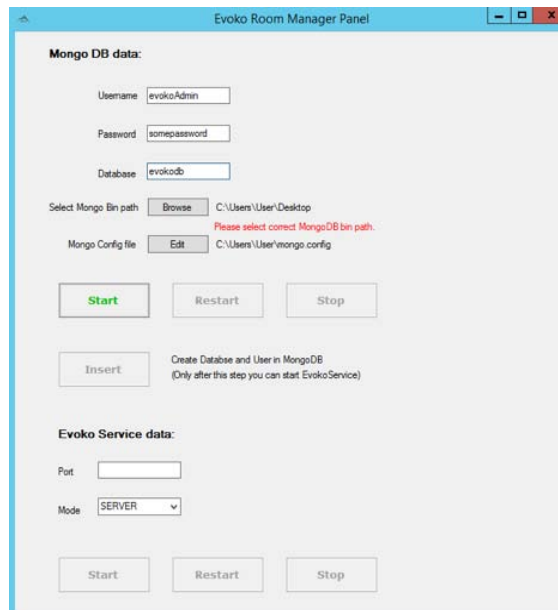 Evoko Room Manager Panel
Mongo DB data:
Username evokoAdmin
Password somepassword
Database evokodb
Select Mongo Bin path Browse C:\Users\User\Desktop
Please select correct MongoDB bin path.
Mongo Config file Edit C:\Users\User\mongo.config
Start Restart Stop
Insert Create Databse and User in MongoDB
(Only after this step you can start EvokoService)
Evoko Service data:
Port
Mode SERVER
Start Restart Stop